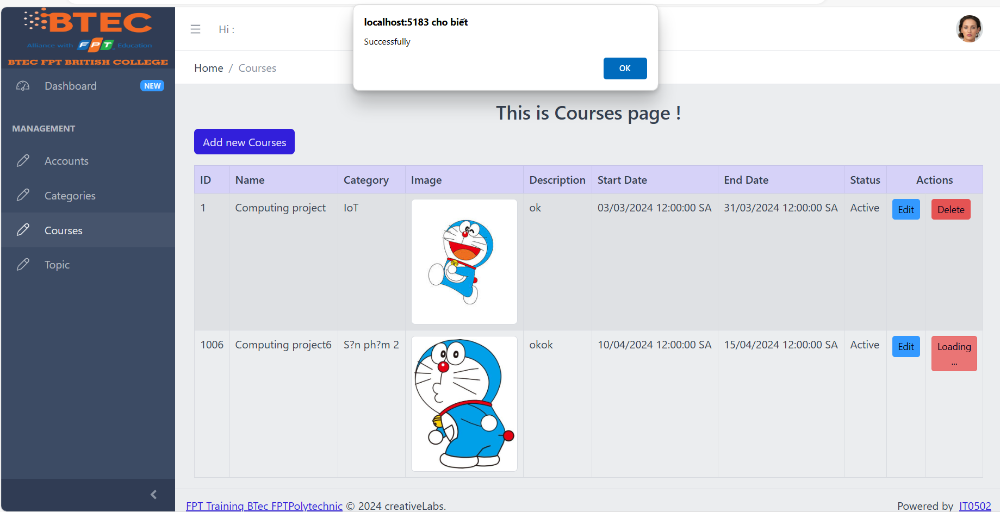 BTEC
Alliance with FPT Education
BTEC FPT BRITISH COLLEGE
Dashboard NEW
MANAGEMENT
Accounts
Categories
Courses
Topic
Hi :
localhost:5183 cho biết
Successfully
OK
Home / Courses
This is Courses page !
Add new Courses
ID Name Category Image Description Start Date End Date Status Actions
1 Computing project IoT ok 03/03/2024 12:00:00 SA 31/03/2024 12:00:00 SA Active Edit Delete
1006 Computing project6 S?n ph?m 2 okok 10/04/2024 12:00:00 SA 15/04/2024 12:00:00 SA Active Edit Loading
...
FPT Training BTec FPTPolytechnic © 2024 creativeLabs. Powered by IT0502